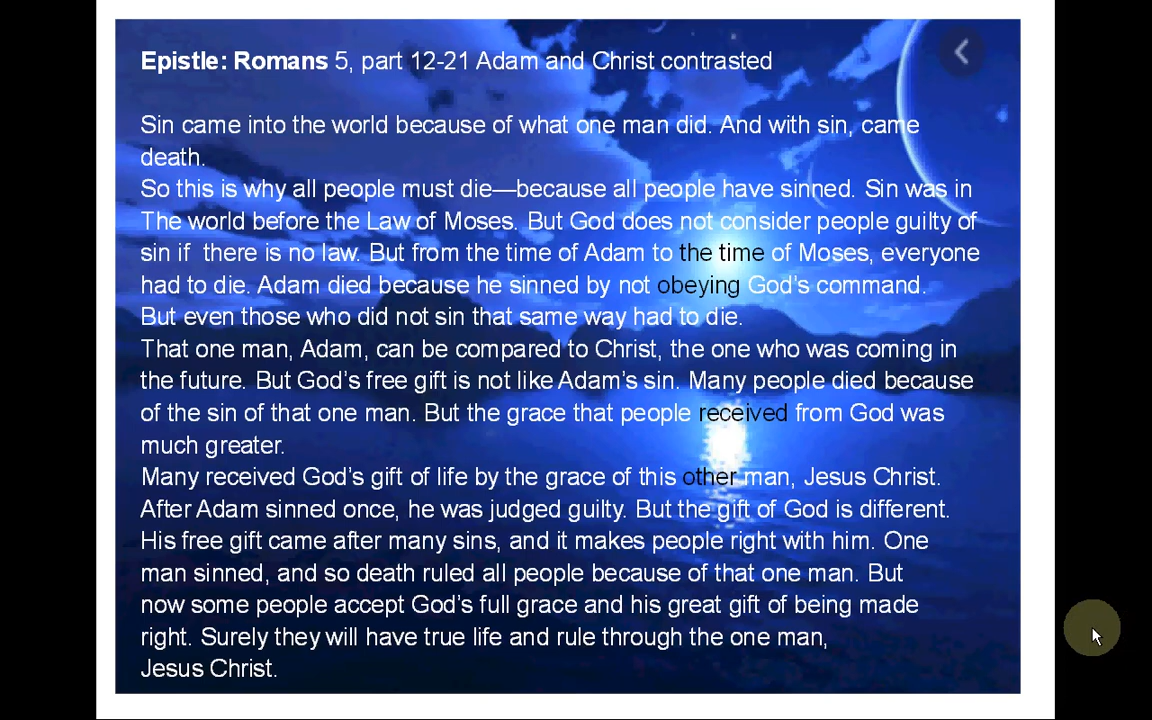 Epistle: Romans 5, part 12-21 Adam and Christ contrasted
Sin came into the world because of what one man did. And with sin, came
death.
So this is why all people must die—because all people have sinned. Sin was in
The world before the Law of Moses. But God does not consider people guilty of
sin if there is no law. But from the time of Adam to the time of Moses, everyone
had to die. Adam died because he sinned by not obeying God's command.
But even those who did not sin that same way had to die.
That one man, Adam, can be compared to Christ, the one who was coming in
the future. But God's free gift is not like Adam's sin. Many people died because
of the sin of that one man. But the grace that people received from God was
much greater.
Many received God's gift of life by the grace of this other man, Jesus Christ.
After Adam sinned once, he was judged guilty. But the gift of God is different.
His free gift came after many sins, and it makes people right with him. One
man sinned, and so death ruled all people because of that one man. But
now some people accept God's full grace and his great gift of being made
right. Surely they will have true life and rule through the one man,
Jesus Christ.